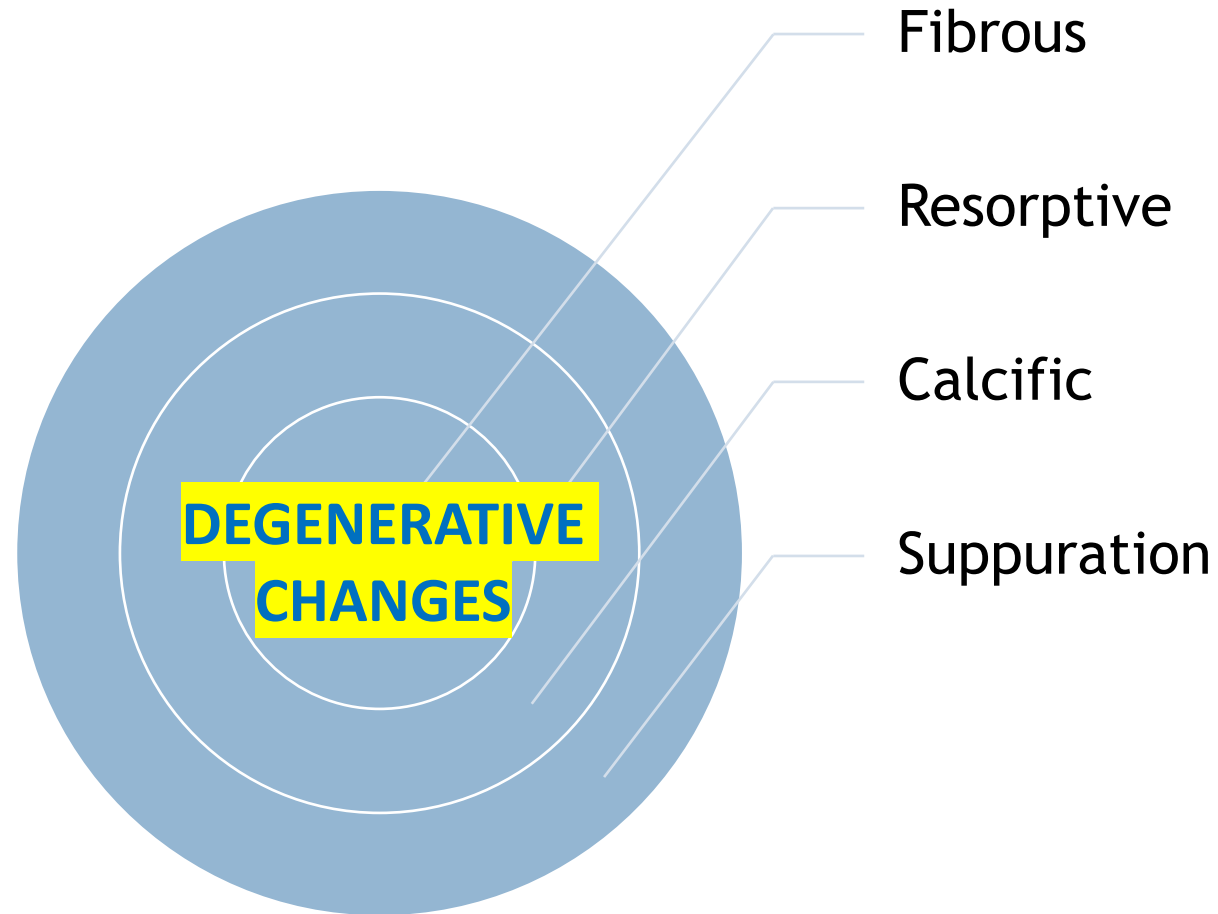 Fibrous
Resorptive
Calcific
DEGENERATIVE
CHANGES
Suppuration